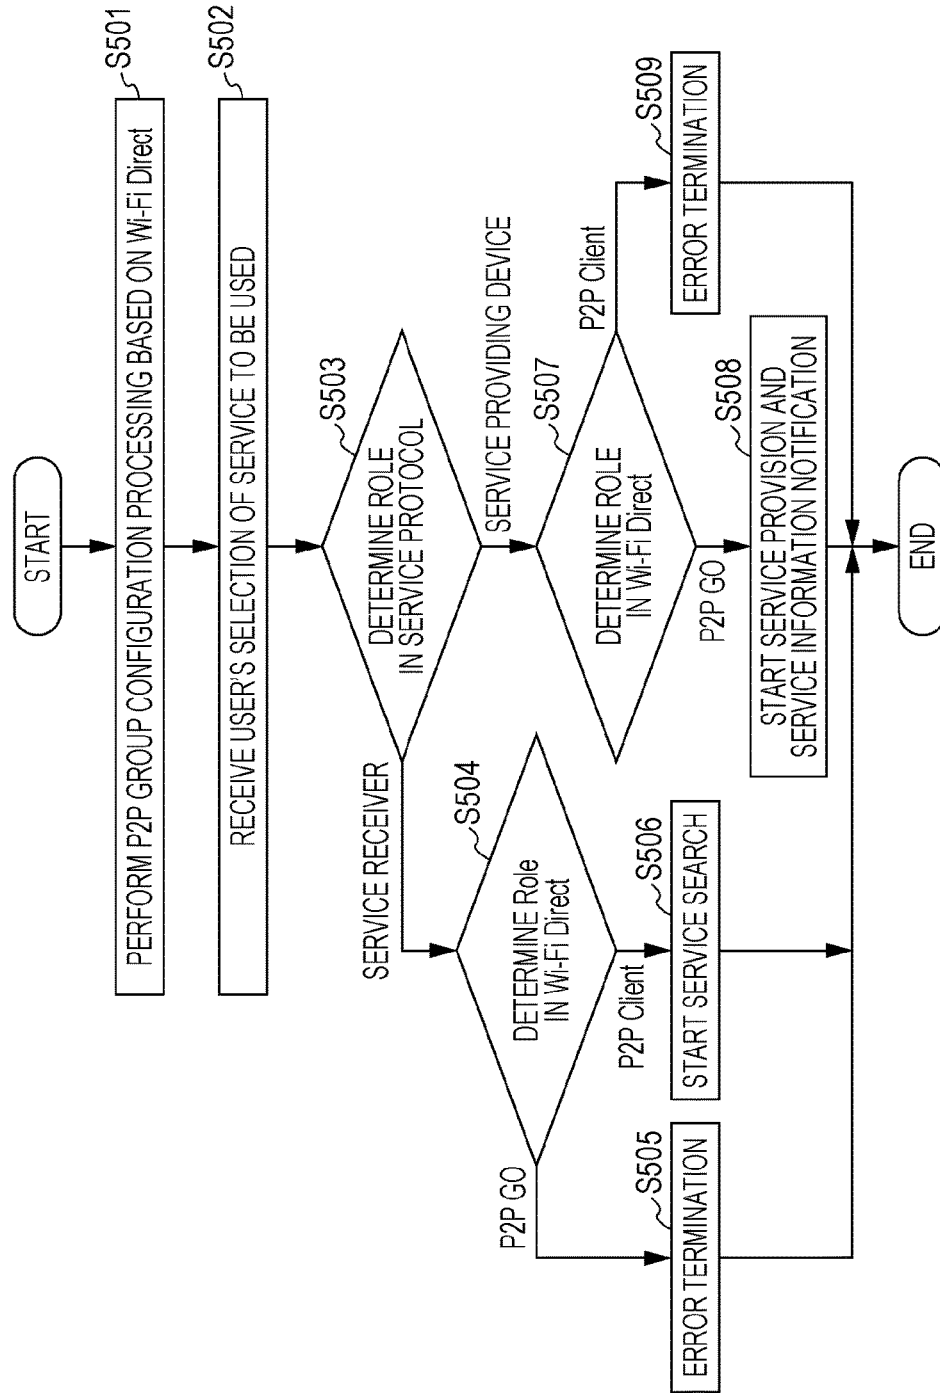 START
S501
PERFORM P2P GROUP CONFIGURATION PROCESSING BASED ON Wi-Fi Direct
S502
RECEIVE USER'S SELECTION OF SERVICE TO BE USED
S503
DETERMINE ROLE
IN SERVICE PROTOCOL
SERVICE RECEIVER
SERVICE PROVIDING DEVICE
S504
DETERMINE Role
IN Wi-Fi Direct
P2P GO
P2P Client
S507
DETERMINE ROLE
IN Wi-Fi Direct
P2P GO
P2P Client
S505
ERROR TERMINATION
S506
START SERVICE SEARCH
S508
START SERVICE PROVISION AND
SERVICE INFORMATION NOTIFICATION
S509
ERROR TERMINATION
END